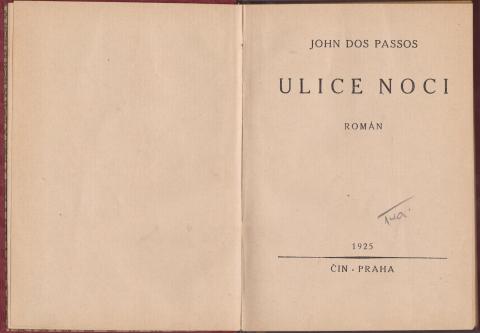 JOHN DOS PASSOS
ULICE NOCI
ROMÁN
1925
ČIN - PRAHA